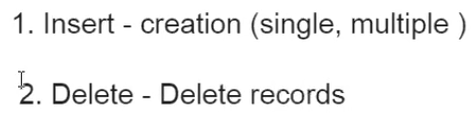 1. Insert - creation (single, multiple )
2. Delete - Delete records